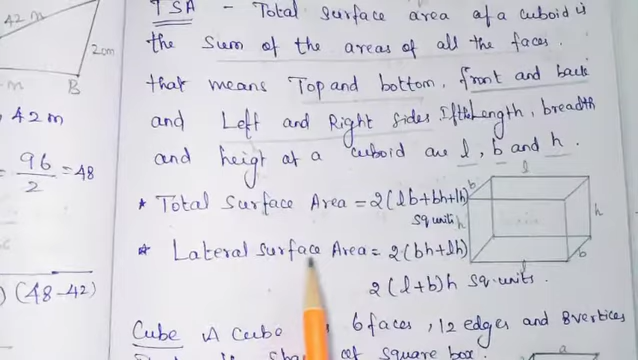 42 m
2cm
m
B
, 42 m
96
= 48
2
) (48-42)
TSA - Total surface area of a cuboid is
the sum of the areas of all the faces.
that means Top and bottom, front and back
and Left and Right sides. If the Length, breadth
and heigt of a cuboid are l, b and h.
* Total Surface Area = 2(lb+bh+lh)
sq units
l
b
h
h
b
l
* Lateral Surface Area = 2(bh+lh)
2(l+b)h sq.units.
Cube A Cube 6 faces, 12 edges and 8 vertices
of square box
a